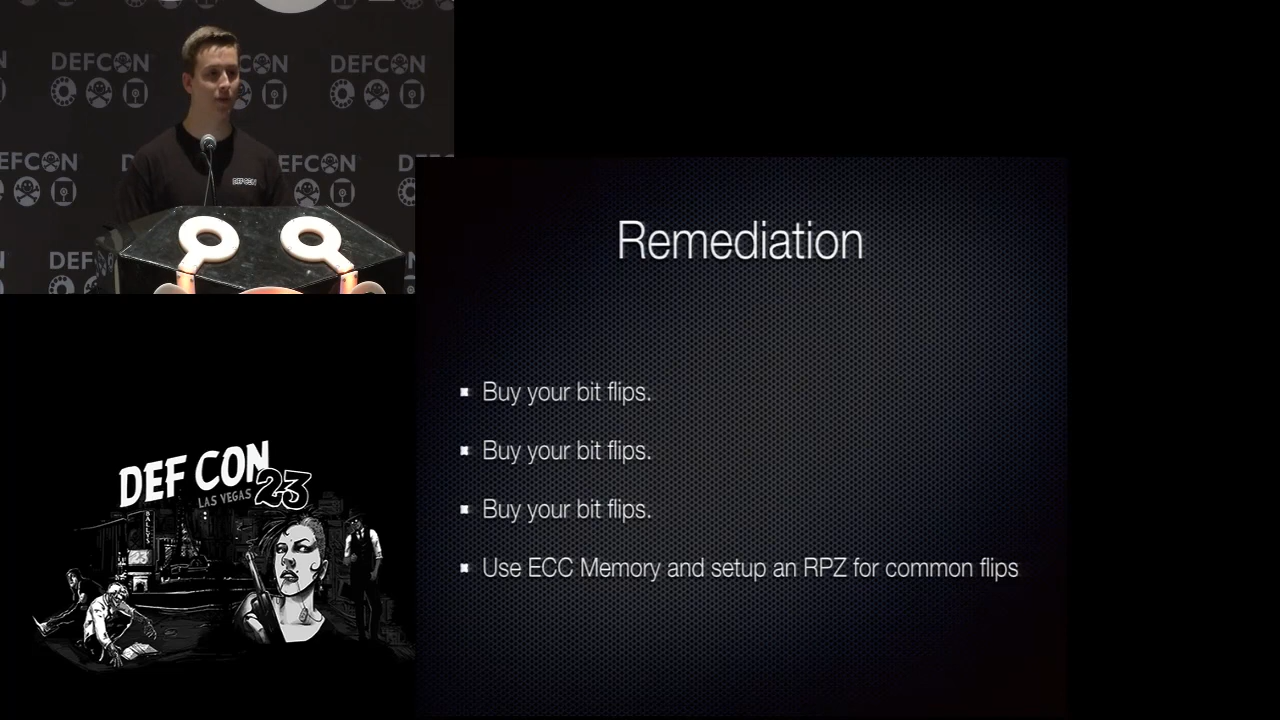 DEFCON
DEFCON
DEFCON
DEFCON
Remediation
Buy your bit flips.
Buy your bit flips.
Buy your bit flips.
Use ECC Memory and setup an RPZ for common flips
DEF CON 23
LAS VEGAS
BALLY'S